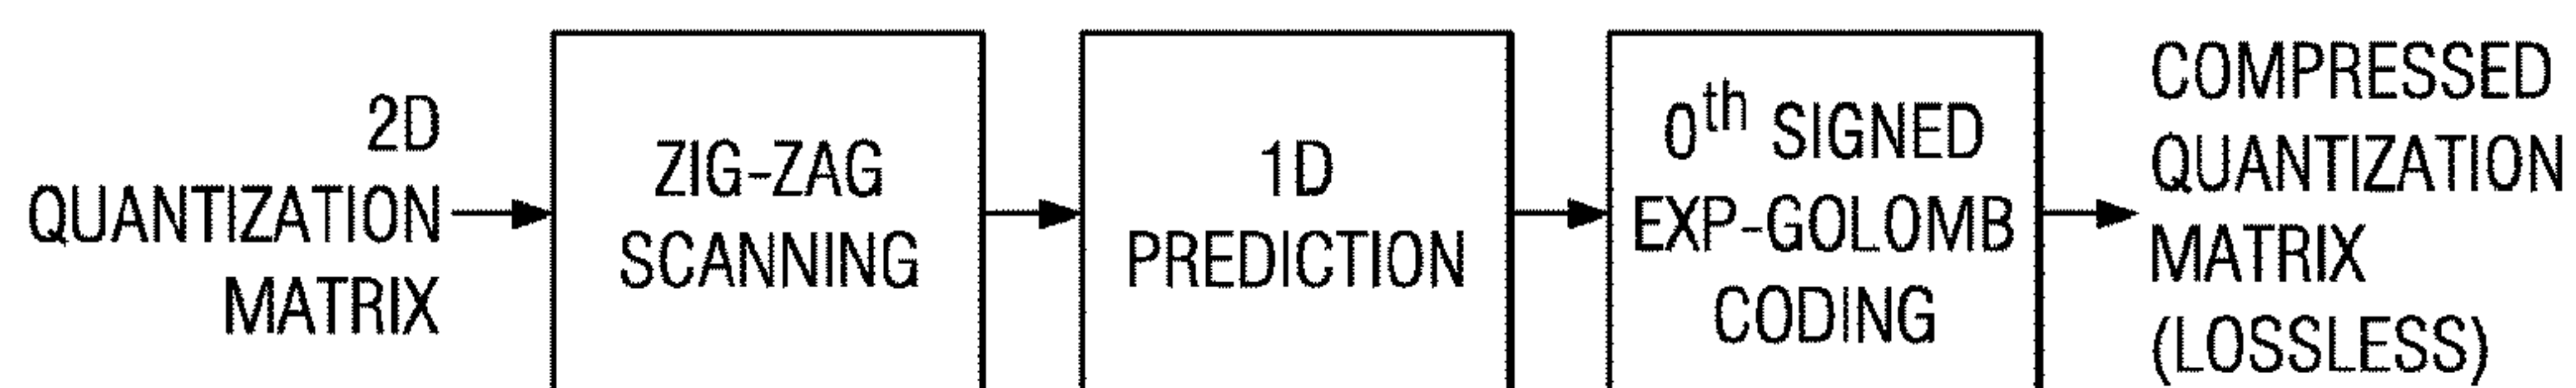 2D
QUANTIZATION
MATRIX
ZIG-ZAG
SCANNING
1D
PREDICTION
0th SIGNED
EXP-GOLOMB
CODING
COMPRESSED
QUANTIZATION
MATRIX
(LOSSLESS)